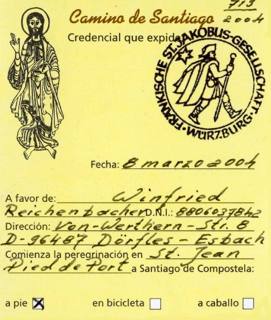 913
2004
Camino de Santiago
Credencial que expide
FRÄNKISCHE ST. JAKOBUS-GESELLSCHAFT · WÜRZBURG ·
Fecha: 8 marzo 2004
A favor de: Winfried
Reichenbacher D.N.I.: 8806037842
Dirección: Von-Werthern-Str. 8
D-96487 Dörfles-Esbach
Comienza la peregrinación en St. Jean
Pied de Port a Santiago de Compostela:
a pie ☒ en bicicleta ☐ a caballo ☐